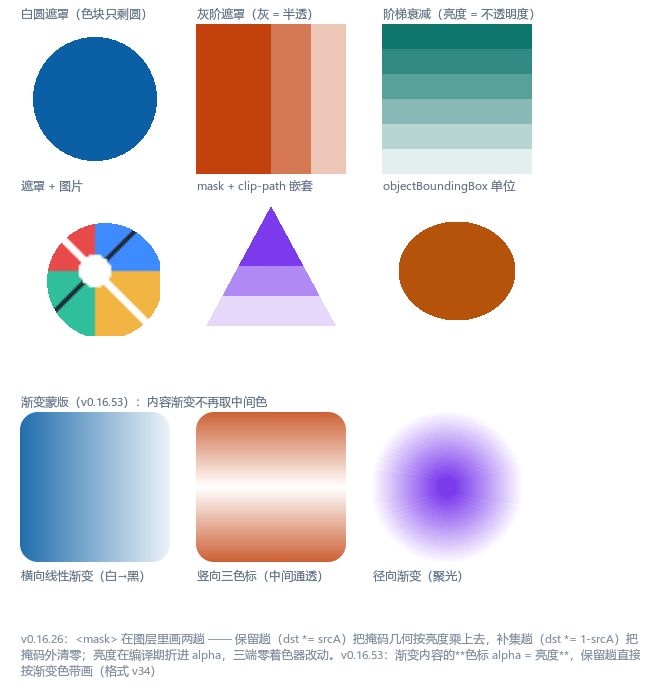 白圆遮罩（色块只剩圆）
灰阶遮罩（灰 = 半透）
阶梯衰减（亮度 = 不透明度）
遮罩 + 图片
mask + clip-path 嵌套
objectBoundingBox 单位
渐变蒙版（v0.16.53）：内容渐变不再取中间色
横向线性渐变（白→黑）
竖向三色标（中间通透）
径向渐变（聚光）
v0.16.26：<mask> 在图层里画两趟 —— 保留趟（dst *= srcA）把掩码几何按亮度乘上去，补集趟（dst *= 1-srcA）把
掩码外清零；亮度在编译期折进 alpha，三端零着色器改动。v0.16.53：渐变内容的**色标 alpha = 亮度**，保留趟直接
按渐变色带画（格式 v34）